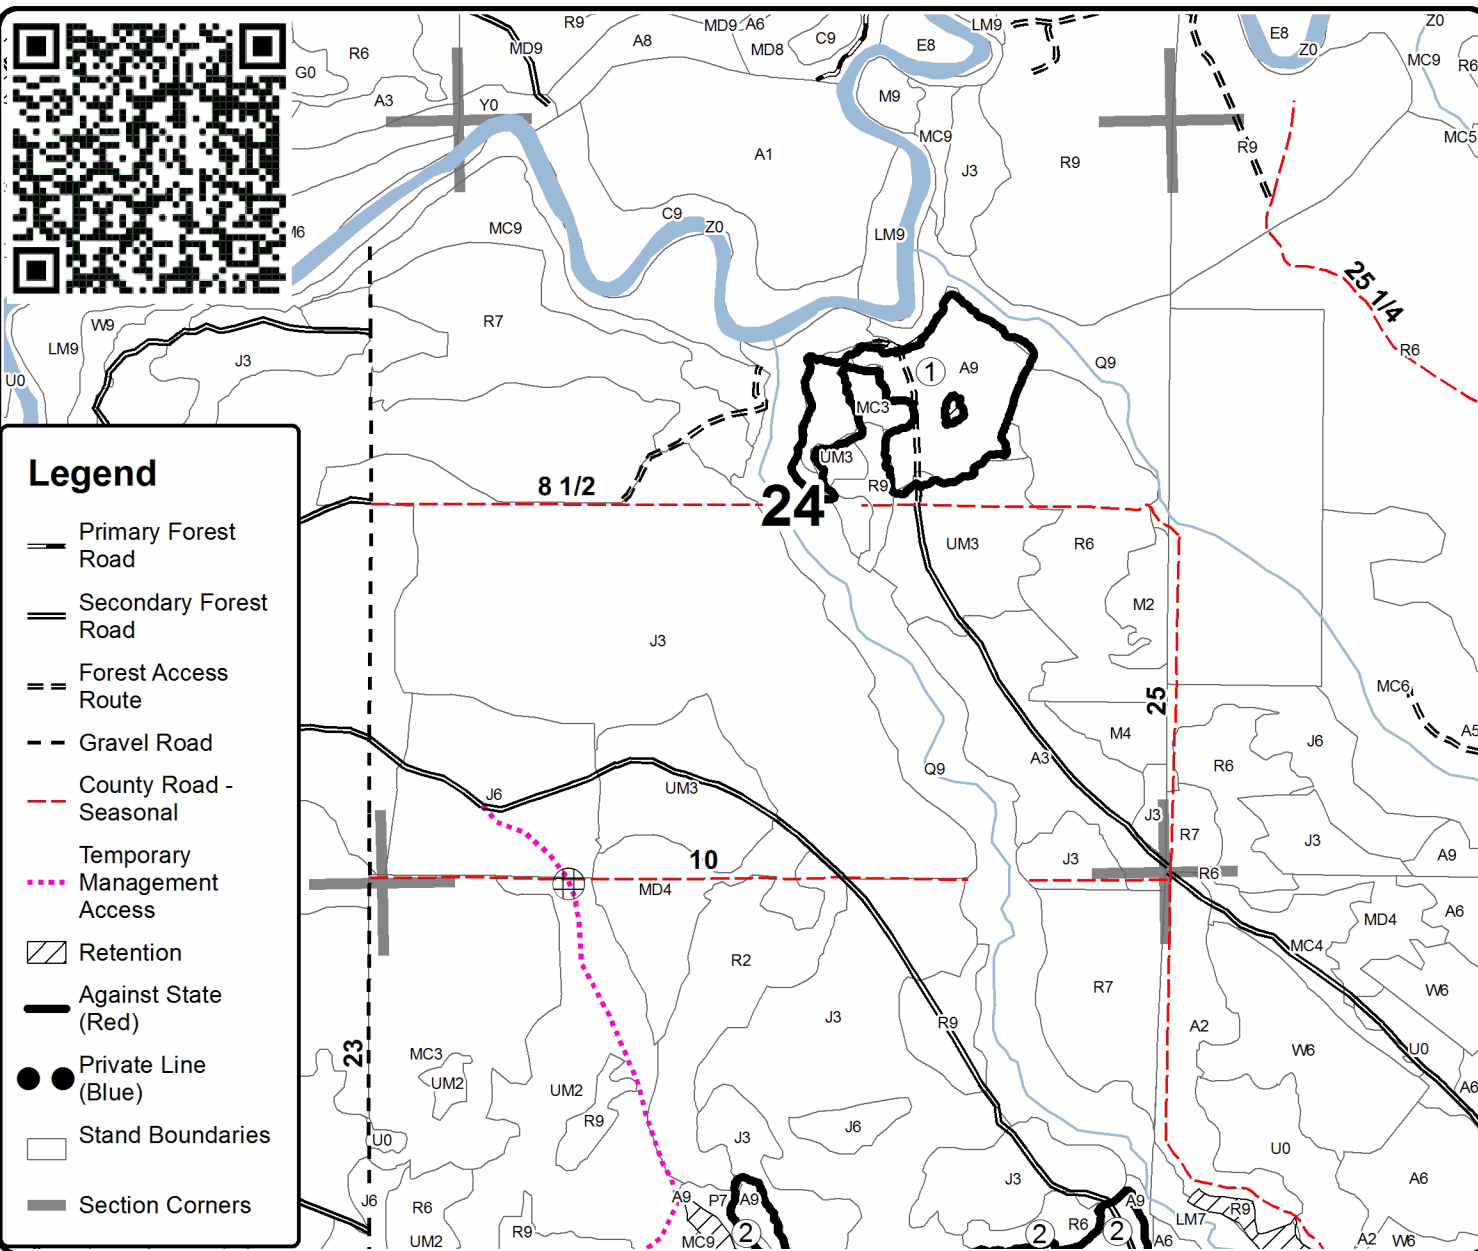 R9
MD9
A6
LM9
Z0
R6
MD9
A8
MD8
C9
E8
E8
Z0
MC9
R6
G0
A3
Y0
M9
MC9
MC5
A1
J3
R9
R9
M6
MC9
C9
Z0
LM9
25 1/4
W9
R7
LM9
J3
R6
U0
1
A9
Q9
MC3
UM3
R9
8 1/2
24
UM3
R6
M2
J3
MC6
25
M4
A3
J6
A5
R6
Q9
J6
UM3
J3
R7
J3
J3
A9
10
R6
MD4
MD4
A6
MC4
R2
R7
W6
J3
R9
A2
W6
U0
23
MC3
UM2
UM2
A6
R9
J6
U0
J3
U0
J6
R6
J3
A6
A9
P7
A9
A9
R9
R9
MC9
2
2
R6
2
LM7
UM2
A6
A2
W6
Legend
Primary Forest
Road
Secondary Forest
Road
Forest Access
Route
Gravel Road
County Road -
Seasonal
Temporary
Management
Access
Retention
Against State
(Red)
Private Line
(Blue)
Stand Boundaries
Section Corners